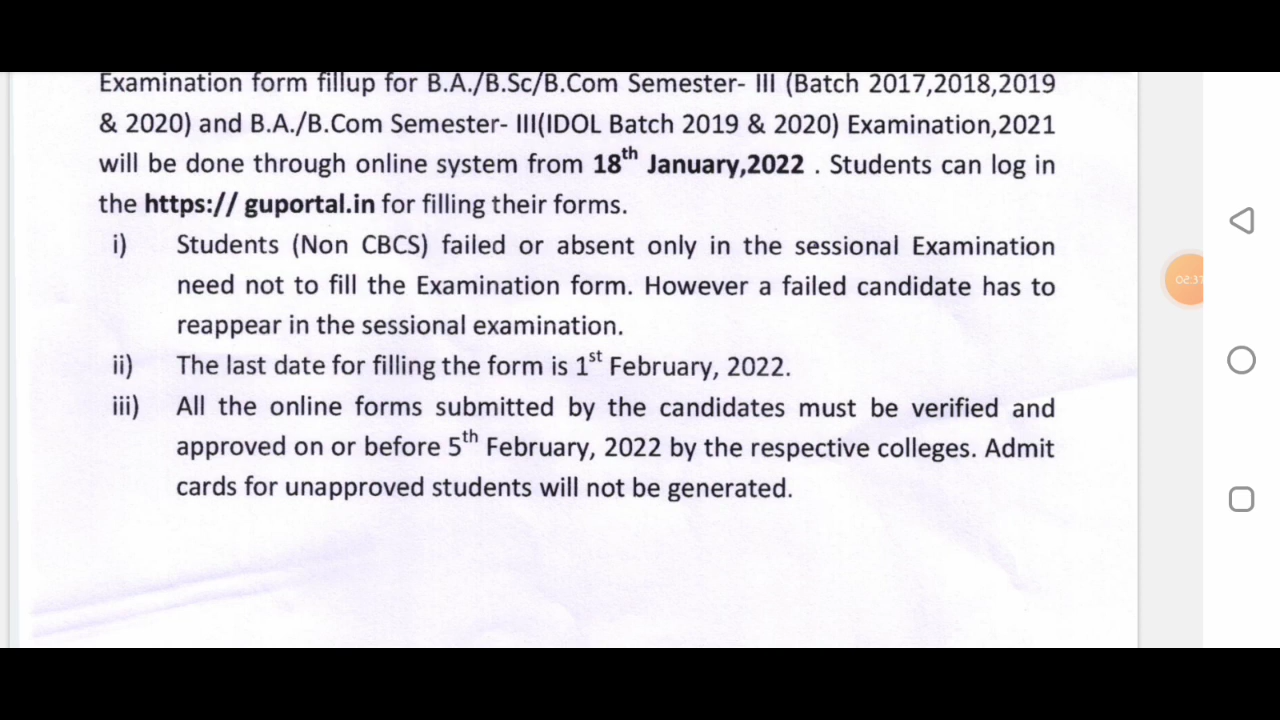 Examination form fillup for B.A./B.Sc/B.Com Semester- III (Batch 2017,2018,2019
& 2020) and B.A./B.Com Semester- III(IDOL Batch 2019 & 2020) Examination,2021
will be done through online system from 18th January,2022 . Students can log in
the https:// guportal.in for filling their forms.
i) Students (Non CBCS) failed or absent only in the sessional Examination
need not to fill the Examination form. However a failed candidate has to
reappear in the sessional examination.
ii) The last date for filling the form is 1st February, 2022.
iii) All the online forms submitted by the candidates must be verified and
approved on or before 5th February, 2022 by the respective colleges. Admit
cards for unapproved students will not be generated.
02:37